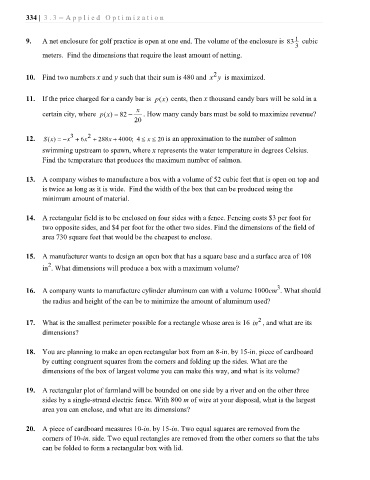 334 | 3.3 – Applied Optimization
9. A net enclosure for golf practice is open at one end. The volume of the enclosure is 83 1/3 cubic
meters. Find the dimensions that require the least amount of netting.
10. Find two numbers x and y such that their sum is 480 and x²y is maximized.
11. If the price charged for a candy bar is p(x) cents, then x thousand candy bars will be sold in a
certain city, where p(x) = 82 − x/20. How many candy bars must be sold to maximize revenue?
12. S(x) = −x³ + 6x² + 288x + 4000; 4 ≤ x ≤ 20 is an approximation to the number of salmon
swimming upstream to spawn, where x represents the water temperature in degrees Celsius.
Find the temperature that produces the maximum number of salmon.
13. A company wishes to manufacture a box with a volume of 52 cubic feet that is open on top and
is twice as long as it is wide. Find the width of the box that can be produced using the
minimum amount of material.
14. A rectangular field is to be enclosed on four sides with a fence. Fencing costs $3 per foot for
two opposite sides, and $4 per foot for the other two sides. Find the dimensions of the field of
area 730 square feet that would be the cheapest to enclose.
15. A manufacturer wants to design an open box that has a square base and a surface area of 108
in². What dimensions will produce a box with a maximum volume?
16. A company wants to manufacture cylinder aluminum can with a volume 1000cm³. What should
the radius and height of the can be to minimize the amount of aluminum used?
17. What is the smallest perimeter possible for a rectangle whose area is 16 in², and what are its
dimensions?
18. You are planning to make an open rectangular box from an 8-in. by 15-in. piece of cardboard
by cutting congruent squares from the corners and folding up the sides. What are the
dimensions of the box of largest volume you can make this way, and what is its volume?
19. A rectangular plot of farmland will be bounded on one side by a river and on the other three
sides by a single-strand electric fence. With 800 m of wire at your disposal, what is the largest
area you can enclose, and what are its dimensions?
20. A piece of cardboard measures 10-in. by 15-in. Two equal squares are removed from the
corners of 10-in. side. Two equal rectangles are removed from the other corners so that the tabs
can be folded to form a rectangular box with lid.